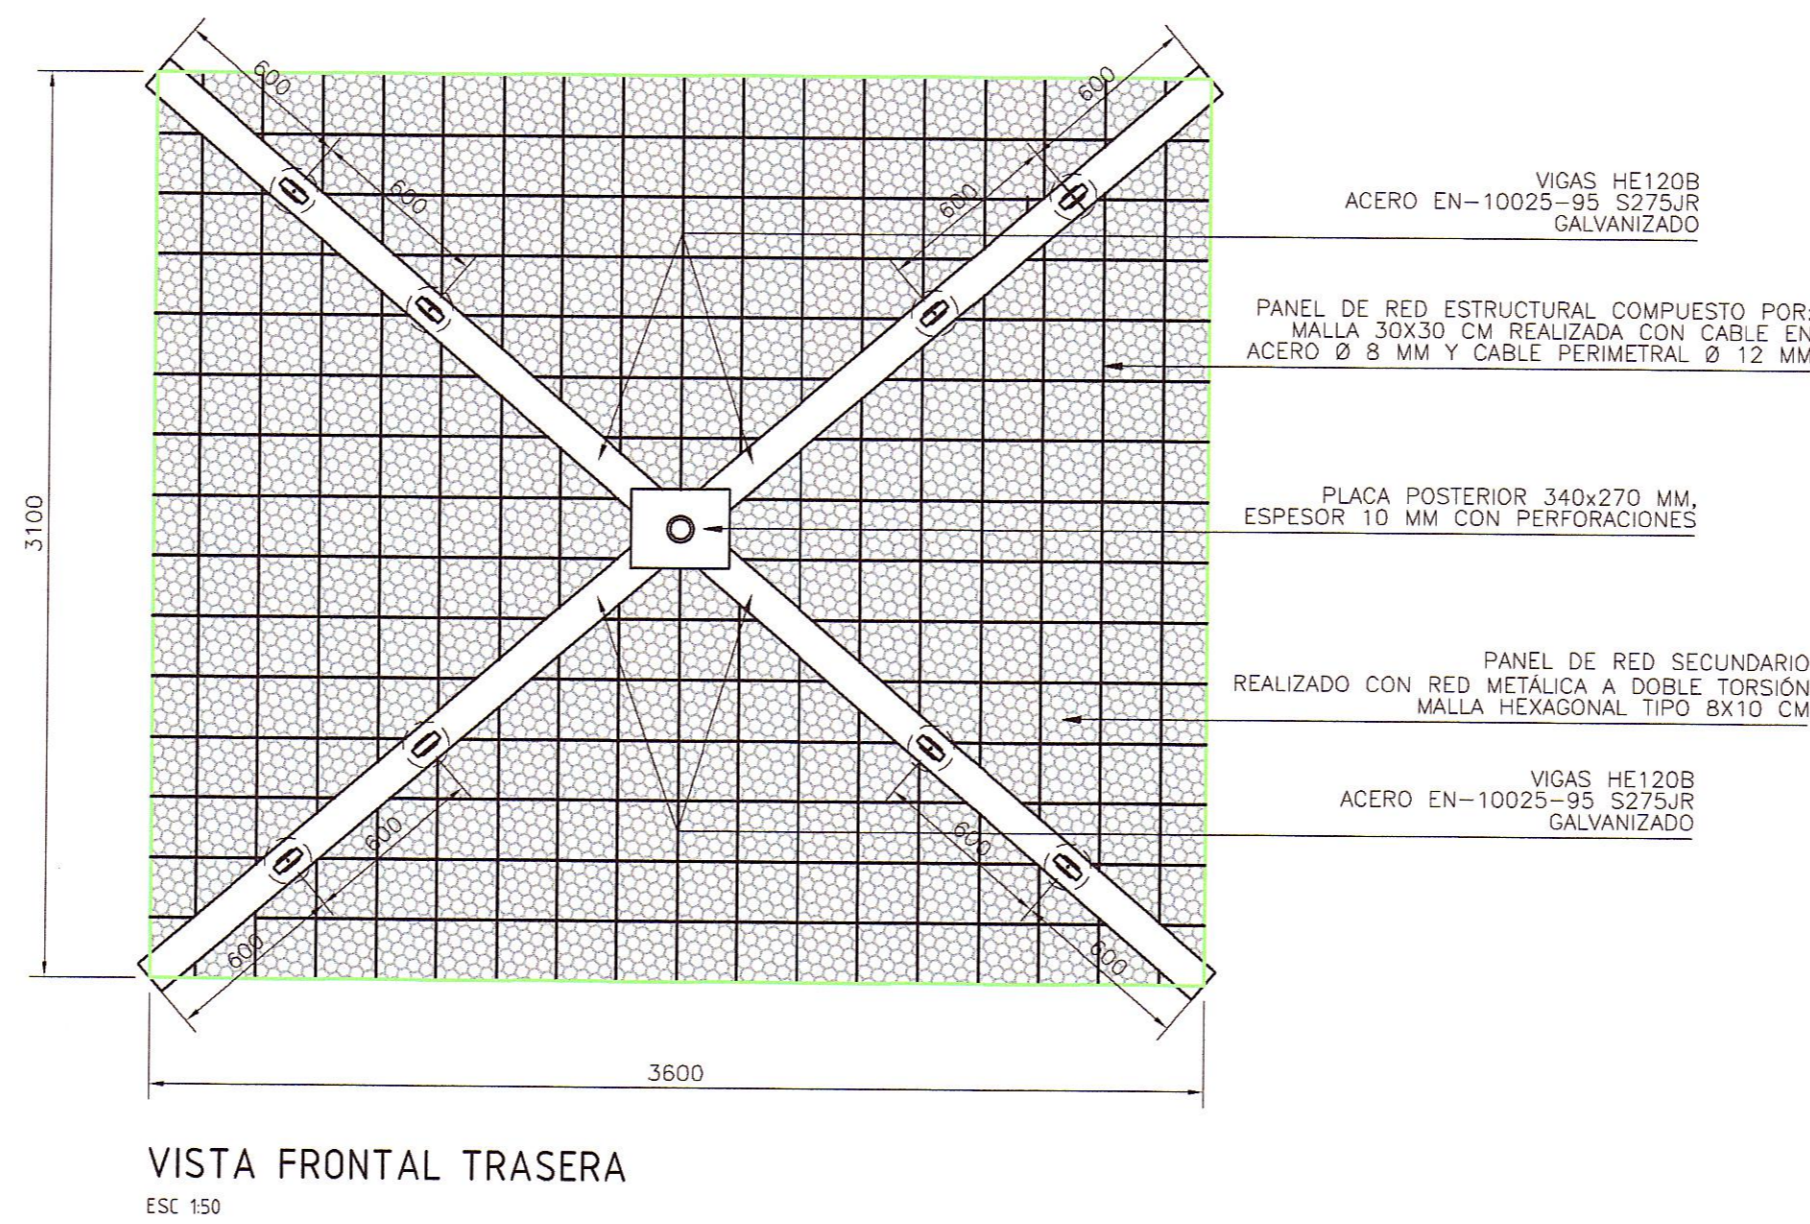 600
600
600
600
VIGAS HE120B
ACERO EN-10025-95 S275JR
GALVANIZADO
PANEL DE RED ESTRUCTURAL COMPUESTO POR:
MALLA 30X30 CM REALIZADA CON CABLE EN
ACERO Ø 8 MM Y CABLE PERIMETRAL Ø 12 MM
3100
PLACA POSTERIOR 340x270 MM,
ESPESOR 10 MM CON PERFORACIONES
PANEL DE RED SECUNDARIO
REALIZADO CON RED METÁLICA A DOBLE TORSIÓN
MALLA HEXAGONAL TIPO 8X10 CM
VIGAS HE120B
ACERO EN-10025-95 S275JR
GALVANIZADO
600
600
600
600
3600
VISTA FRONTAL TRASERA
ESC 1:50